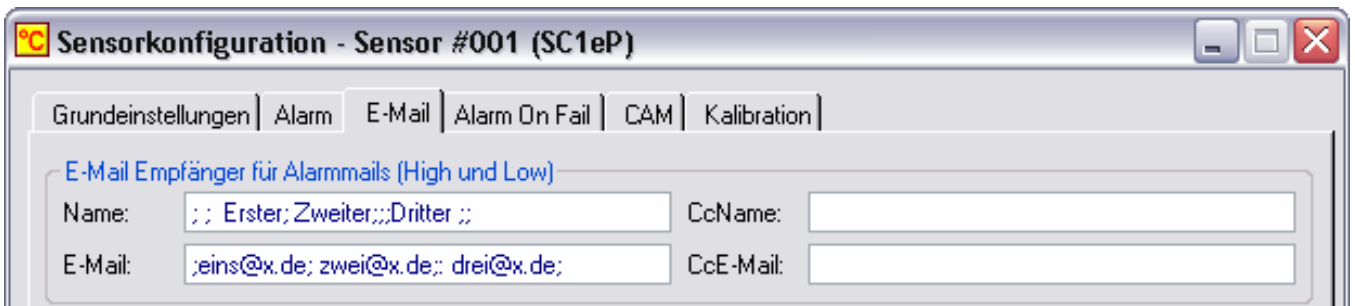 °C Sensorkonfiguration - Sensor #001 (SC1eP)
Grundeinstellungen Alarm E-Mail Alarm On Fail CAM Kalibration
E-Mail Empfänger für Alarmmails (High und Low)
Name: ; ; Erster; Zweiter;;;Dritter ;; CcName:
E-Mail: ;eins@x.de; zwei@x.de;: drei@x.de; CcE-Mail: